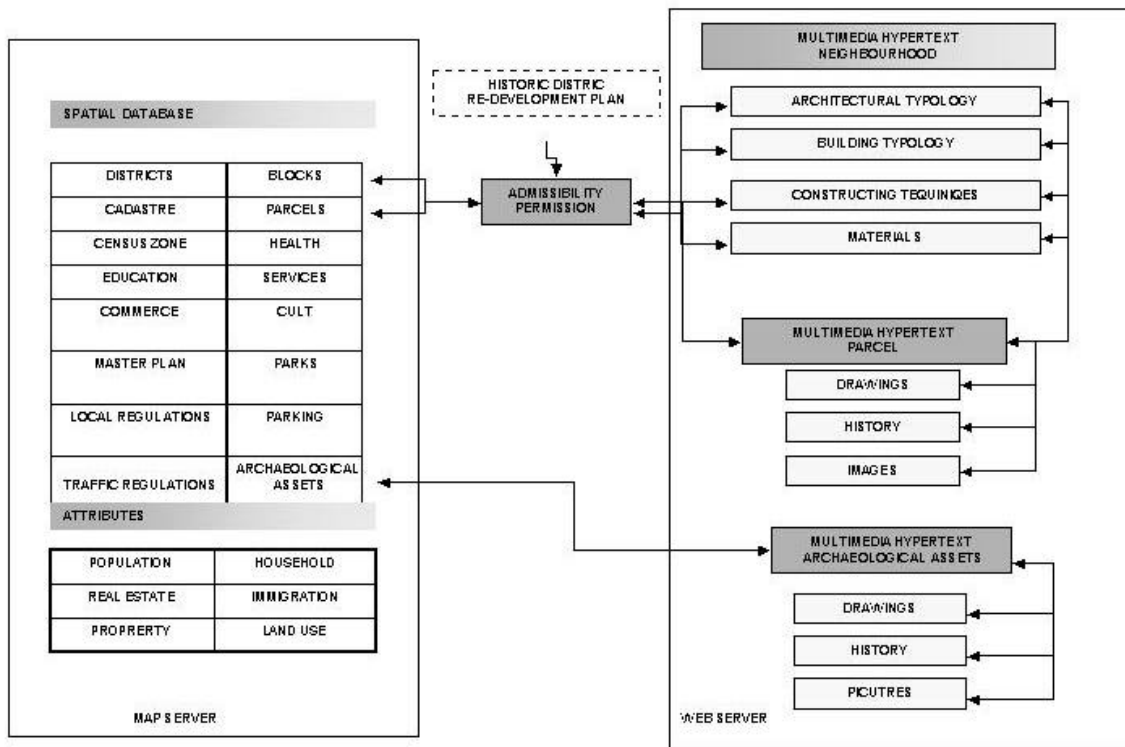 SPATIAL DATABASE
DISTRICTS BLOCKS
CADASTRE PARCELS
CENSUS ZONE HEALTH
EDUCATION SERVICES
COMMERCE CULT
MASTER PLAN PARKS
LOCAL REGULATIONS PARKING
TRAFFIC REGULATIONS
ARCHAEOLOGICAL
ASSETS
ATTRIBUTES
POPULATION HOUSEHOLD
REAL ESTATE IMMIGRATION
PROPRERTY LAND USE
MAP SERVER
HISTORIC DISTRIC
RE-DEVELOPMENT PLAN
ADMISSIBILITY
PERMISSION
MULTIMEDIA HYPERTEXT
NEIGHBOURHOOD
ARCHITECTURAL TYPOLOGY
BUILDING TYPOLOGY
CONSTRUCTING TEQUINIQES
MATERIALS
MULTIMEDIA HYPERTEXT
PARCEL
DRAWINGS
HISTORY
IMAGES
MULTIMEDIA HYPERTEXT
ARCHAEOLOGICAL ASSETS
DRAWINGS
HISTORY
PICUTRES
WEB SERVER